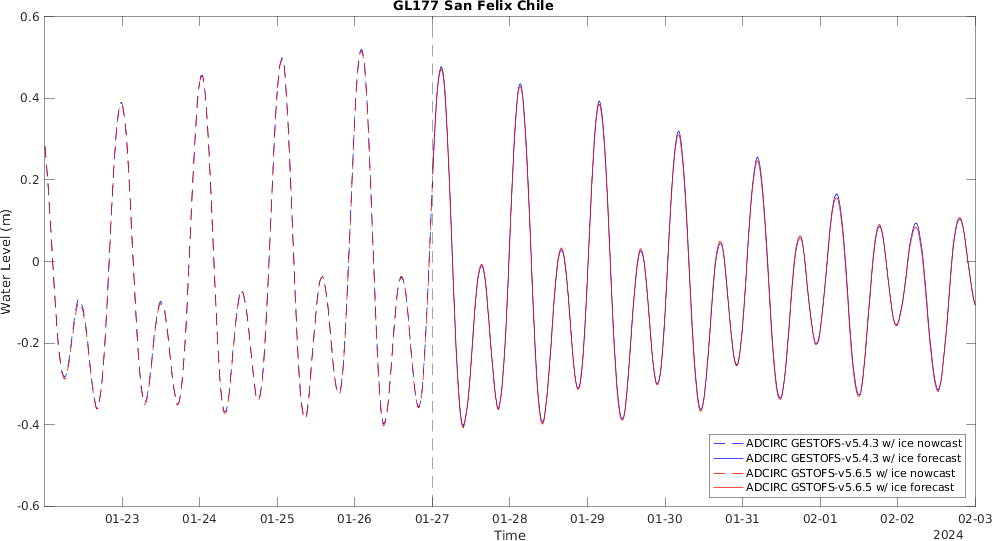 GL177 San Felix Chile
0.6
0.4
0.2
0
-0.2
-0.4
-0.6
Water Level (m)
ADCIRC GESTOFS-v5.4.3 w/ ice nowcast
ADCIRC GESTOFS-v5.4.3 w/ ice forecast
ADCIRC GSTOFS-v5.6.5 w/ ice nowcast
ADCIRC GSTOFS-v5.6.5 w/ ice forecast
01-23 01-24 01-25 01-26 01-27 01-28 01-29 01-30 01-31 02-01 02-02 02-03
Time
2024